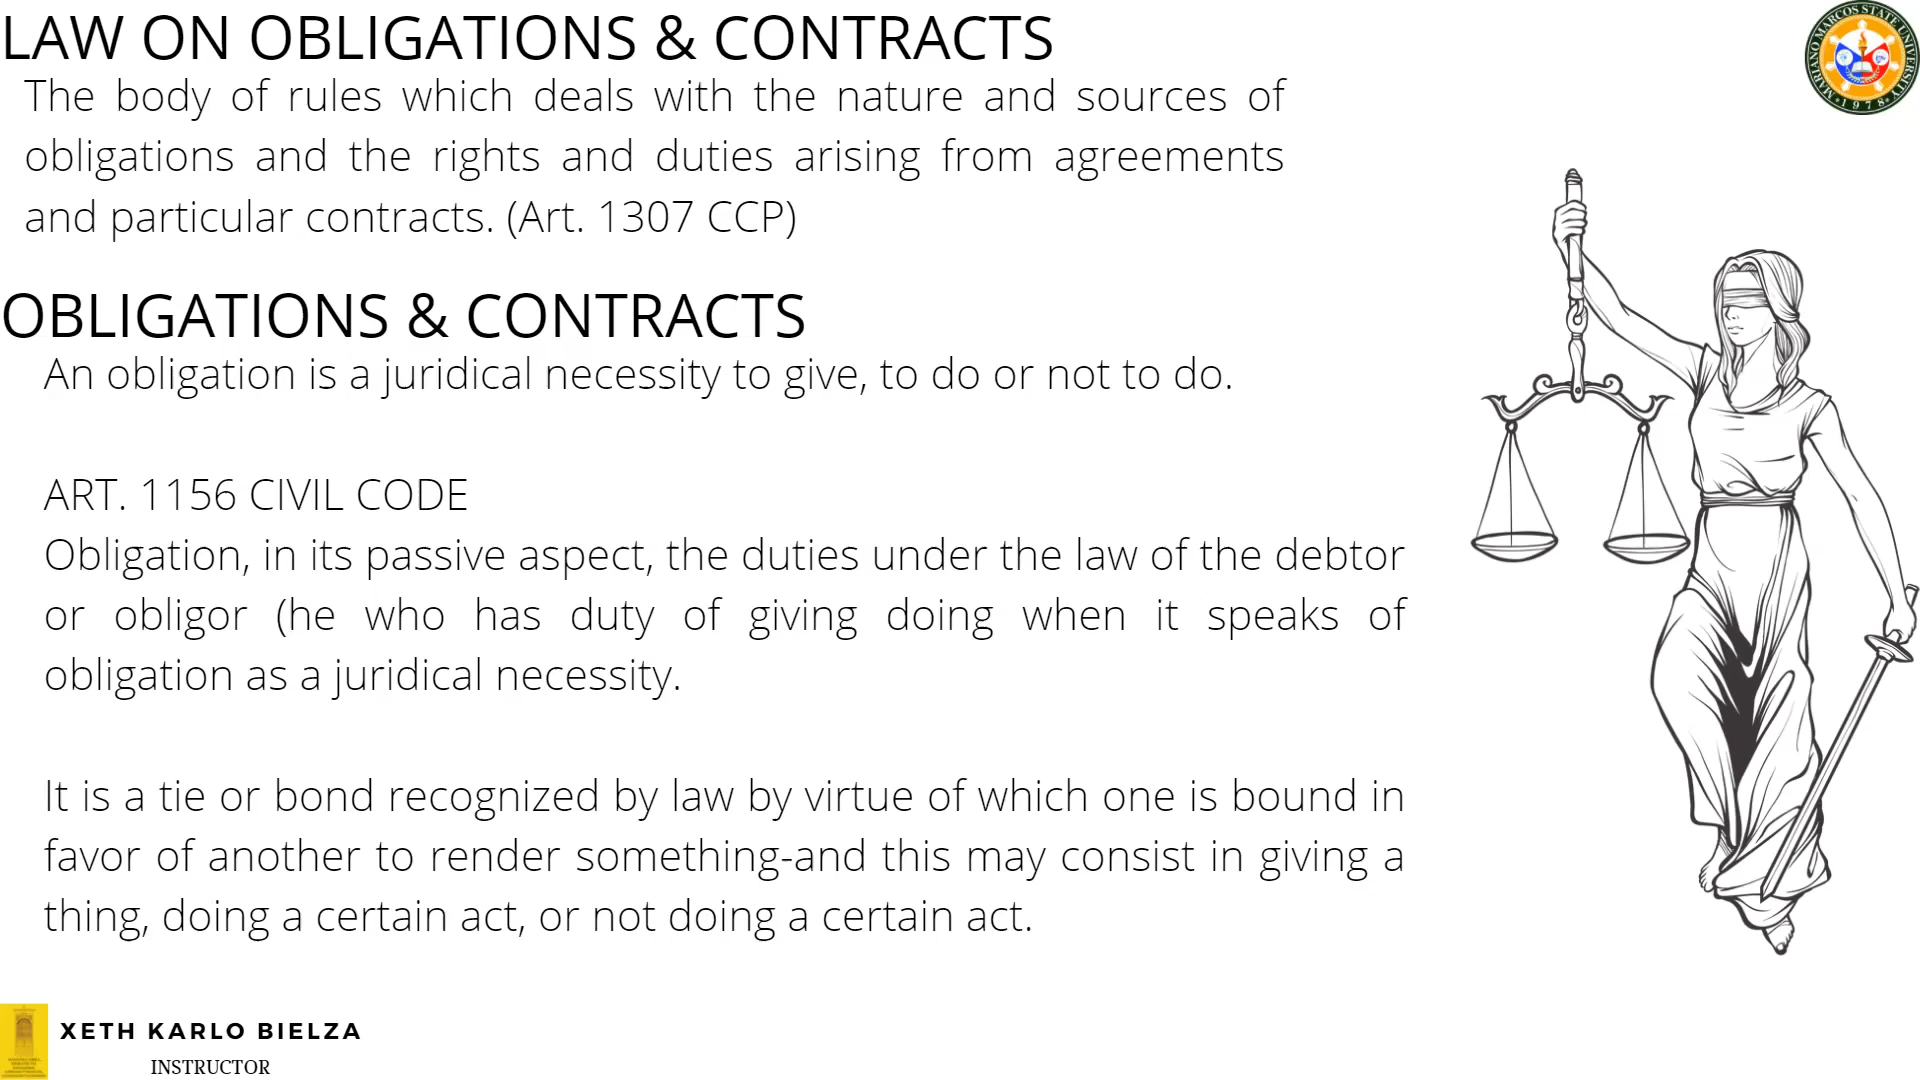 LAW ON OBLIGATIONS & CONTRACTS
The body of rules which deals with the nature and sources of
obligations and the rights and duties arising from agreements
and particular contracts. (Art. 1307 CCP)
OBLIGATIONS & CONTRACTS
An obligation is a juridical necessity to give, to do or not to do.
ART. 1156 CIVIL CODE
Obligation, in its passive aspect, the duties under the law of the debtor
or obligor (he who has duty of giving doing when it speaks of
obligation as a juridical necessity.
It is a tie or bond recognized by law by virtue of which one is bound in
favor of another to render something-and this may consist in giving a
thing, doing a certain act, or not doing a certain act.
MARIANO MARCOS STATE UNIVERSITY
1978
XETH KARLO BIELZA
INSTRUCTOR